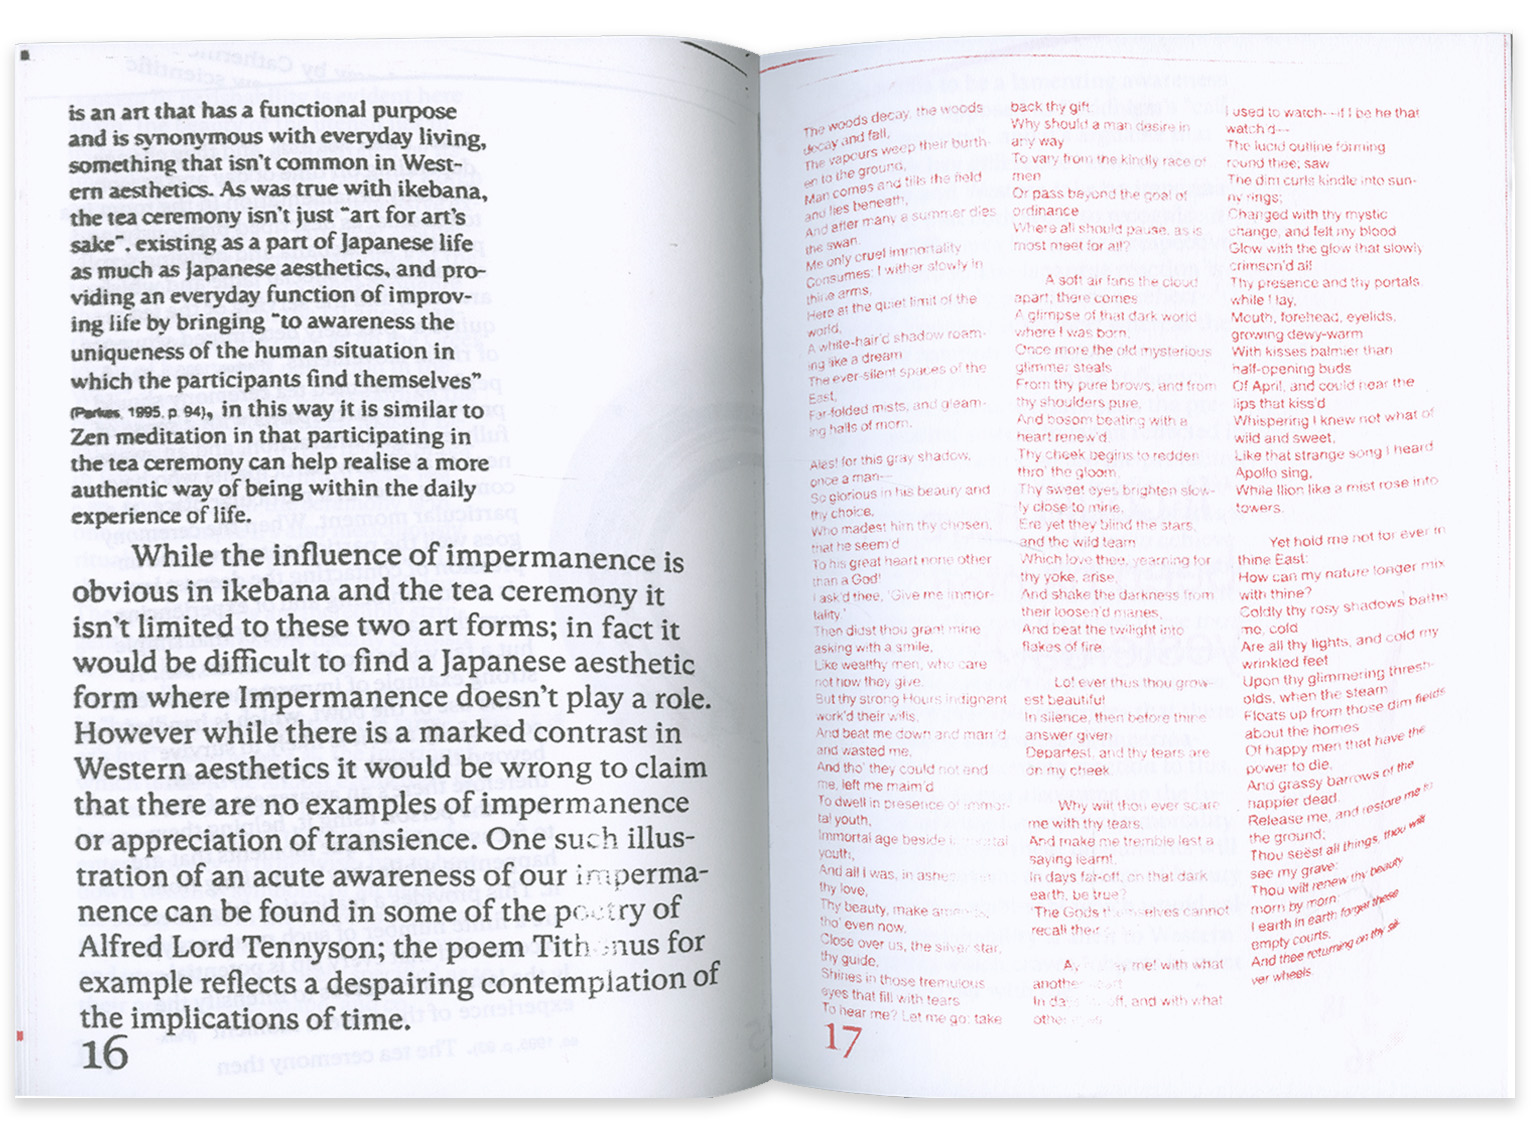 is an art that has a functional purpose
and is synonymous with everyday living,
something that isn't common in West-
ern aesthetics. As was true with ikebana,
the tea ceremony isn't just "art for art's
sake". existing as a part of Japanese life
as much as Japanese aesthetics, and pro-
viding an everyday function of improv-
ing life by bringing "to awareness the
uniqueness of the human situation in
which the participants find themselves"
(Parkes, 1995. p. 94), in this way it is similar to
Zen meditation in that participating in
the tea ceremony can help realise a more
authentic way of being within the daily
experience of life.
While the influence of impermanence is
obvious in ikebana and the tea ceremony it
isn't limited to these two art forms; in fact it
would be difficult to find a Japanese aesthetic
form where Impermanence doesn't play a role.
However while there is a marked contrast in
Western aesthetics it would be wrong to claim
that there are no examples of impermanence
or appreciation of transience. One such illus-
tration of an acute awareness of our imperma-
nence can be found in some of the poetry of
Alfred Lord Tennyson; the poem Tith nus for
example reflects a despairing contemplation of
the implications of time.
16
The woods decay, the woods
decay and fall,
The vapours weep their burth-
en to the ground,
Man comes and tills the field
and lies beneath,
And after many a summer dies
the swan.
Me only cruel immortality
Consumes: I wither slowly in
thine arms,
Here at the quiet limit of the
world,
A white-hair'd shadow roam-
ing like a dream
The ever-silent spaces of the
East,
Far-folded mists, and gleam-
ing halls of morn.
Alas! for this gray shadow,
once a man--
So glorious in his beauty and
thy choice,
Who madest him thy chosen,
that he seem'd
To his great heart none other
than a God!
I ask'd thee, 'Give me immor-
tality.'
Then didst thou grant mine
asking with a smile,
Like wealthy men, who care
not how they give.
But thy strong Hours indignant
work'd their wills,
And beat me down and marr'd
and wasted me,
And tho' they could not end
me, left me maim'd
To dwell in presence of immor-
tal youth,
Immortal age beside immortal
youth,
And all I was, in ashes.
thy love,
Thy beauty, make
tho' even now,
Close over us, the silver star,
thy guide,
Shines in those tremulous
eyes that fill with tears
To hear me? Let me go: take
17
back thy gift:
Why should a man desire in
any way
To vary from the kindly race of
men
Or pass beyond the goal of
ordinance
Where all should pause, as is
most meet for all?
A soft air fans the cloud
apart; there comes
A glimpse of that dark world
where I was born.
Once more the old mysterious
glimmer steals
From thy pure brows, and from
thy shoulders pure,
And bosom beating with a
heart renew'd.
Thy cheek begins to redden
thro' the gloom,
Thy sweet eyes brighten slow-
ly close to mine,
Ere yet they blind the stars,
and the wild team
Which love thee, yearning for
thy yoke, arise,
And shake the darkness from
their loosen'd manes,
And beat the twilight into
flakes of fire.
Lo! ever thus thou grow-
est beautiful
In silence, then before thine
answer given
Departest, and thy tears are
on my cheek.
Why wilt thou ever scare
me with thy tears,
And make me tremble lest a
saying learnt,
In days far-off, on that dark
earth, be true?
'The Gods themselves cannot
recall their
me! with what
another
In off, and with what
other
I used to watch--if I be he that
watch'd--
The lucid outline forming
round thee; saw
The dim curls kindle into sun-
ny rings;
Changed with thy mystic
change, and felt my blood
Glow with the glow that slowly
crimson'd all
Thy presence and thy portals,
while I lay,
Mouth, forehead, eyelids,
growing dewy-warm
With kisses balmier than
half-opening buds
Of April, and could hear the
lips that kiss'd
Whispering I knew not what of
wild and sweet,
Like that strange song I heard
Apollo sing,
While Ilion like a mist rose into
towers.
Yet hold me not for ever in
thine East:
How can my nature longer mix
with thine?
Coldly thy rosy shadows bathe
me, cold
Are all thy lights, and cold my
wrinkled feet
Upon thy glimmering thresh-
olds, when the steam
Floats up from those dim fields
about the homes
Of happy men that have the
power to die,
And grassy barrows of the
happier dead.
Release me, and restore me to
the ground;
Thou seëst all things, thou wilt
see my grave:
Thou wilt renew thy beauty
morn by morn;
I earth in earth forget these
empty courts,
And thee returning on thy sil-
ver wheels.